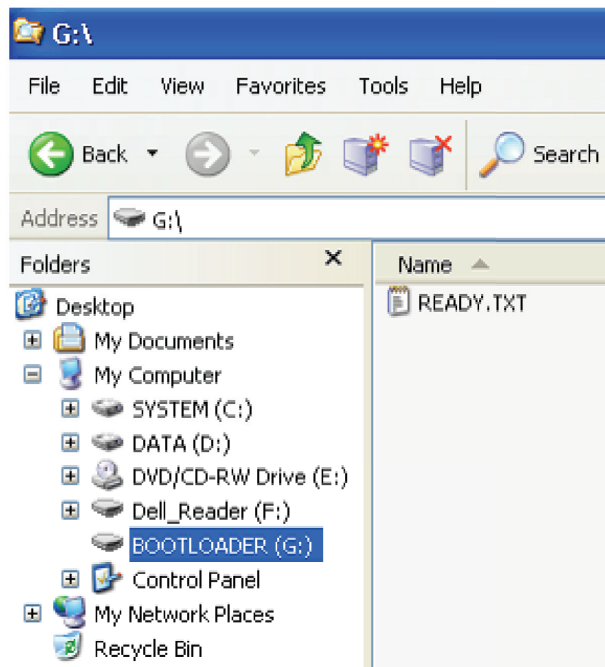 G:\
File Edit View Favorites Tools Help
Back Search
Address G:\
Folders
Name
Desktop
READY.TXT
My Documents
My Computer
SYSTEM (C:)
DATA (D:)
DVD/CD-RW Drive (E:)
Dell_Reader (F:)
BOOTLOADER (G:)
Control Panel
My Network Places
Recycle Bin